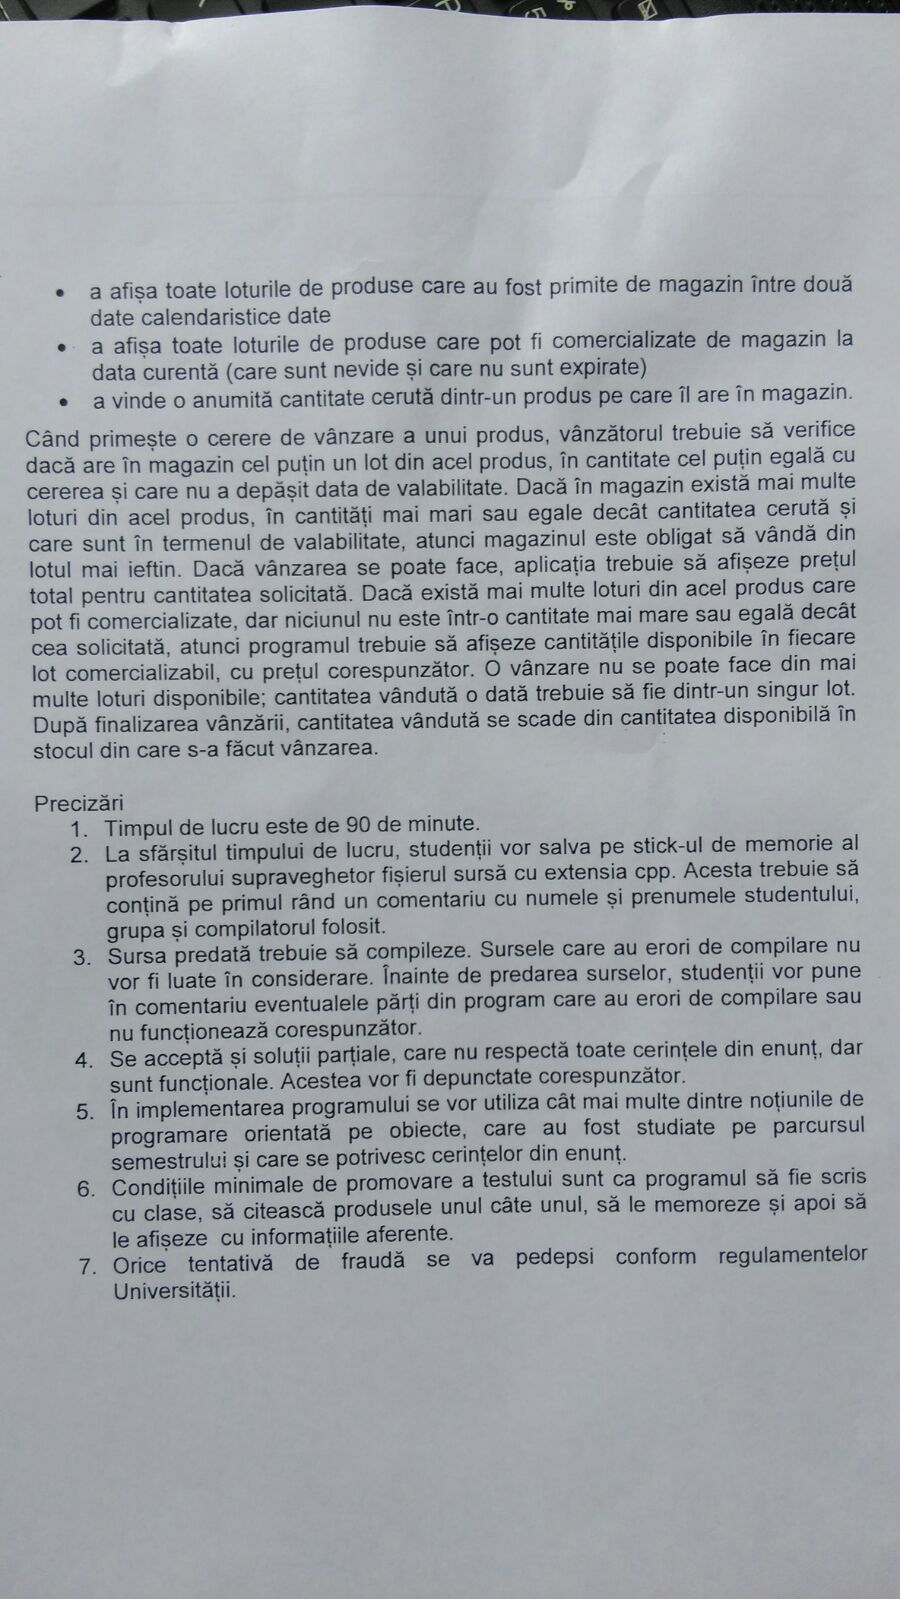 • a afișa toate loturile de produse care au fost primite de magazin între două
date calendaristice date
• a afișa toate loturile de produse care pot fi comercializate de magazin la
data curentă (care sunt nevide și care nu sunt expirate)
• a vinde o anumită cantitate cerută dintr-un produs pe care îl are în magazin.
Când primește o cerere de vânzare a unui produs, vânzătorul trebuie să verifice
dacă are în magazin cel puțin un lot din acel produs, în cantitate cel puțin egală cu
cererea și care nu a depășit data de valabilitate. Dacă în magazin există mai multe
loturi din acel produs, în cantități mai mari sau egale decât cantitatea cerută și
care sunt în termenul de valabilitate, atunci magazinul este obligat să vândă din
lotul mai ieftin. Dacă vânzarea se poate face, aplicația trebuie să afișeze prețul
total pentru cantitatea solicitată. Dacă există mai multe loturi din acel produs care
pot fi comercializate, dar niciunul nu este într-o cantitate mai mare sau egală decât
cea solicitată, atunci programul trebuie să afișeze cantitățile disponibile în fiecare
lot comercializabil, cu prețul corespunzător. O vânzare nu se poate face din mai
multe loturi disponibile; cantitatea vândută o dată trebuie să fie dintr-un singur lot.
După finalizarea vânzării, cantitatea vândută se scade din cantitatea disponibilă în
stocul din care s-a făcut vânzarea.
Precizări
1. Timpul de lucru este de 90 de minute.
2. La sfârșitul timpului de lucru, studenții vor salva pe stick-ul de memorie al
profesorului supraveghetor fișierul sursă cu extensia cpp. Acesta trebuie să
conțină pe primul rând un comentariu cu numele și prenumele studentului,
grupa și compilatorul folosit.
3. Sursa predată trebuie să compileze. Sursele care au erori de compilare nu
vor fi luate în considerare. Înainte de predarea surselor, studenții vor pune
în comentariu eventualele părți din program care au erori de compilare sau
nu funcționează corespunzător.
4. Se acceptă și soluții parțiale, care nu respectă toate cerințele din enunț, dar
sunt funcționale. Acestea vor fi depunctate corespunzător.
5. În implementarea programului se vor utiliza cât mai multe dintre noțiunile de
programare orientată pe obiecte, care au fost studiate pe parcursul
semestrului și care se potrivesc cerințelor din enunț.
6. Condițiile minimale de promovare a testului sunt ca programul să fie scris
cu clase, să citească produsele unul câte unul, să le memoreze și apoi să
le afișeze cu informațiile aferente.
7. Orice tentativă de fraudă se va pedepsi conform regulamentelor
Universității.